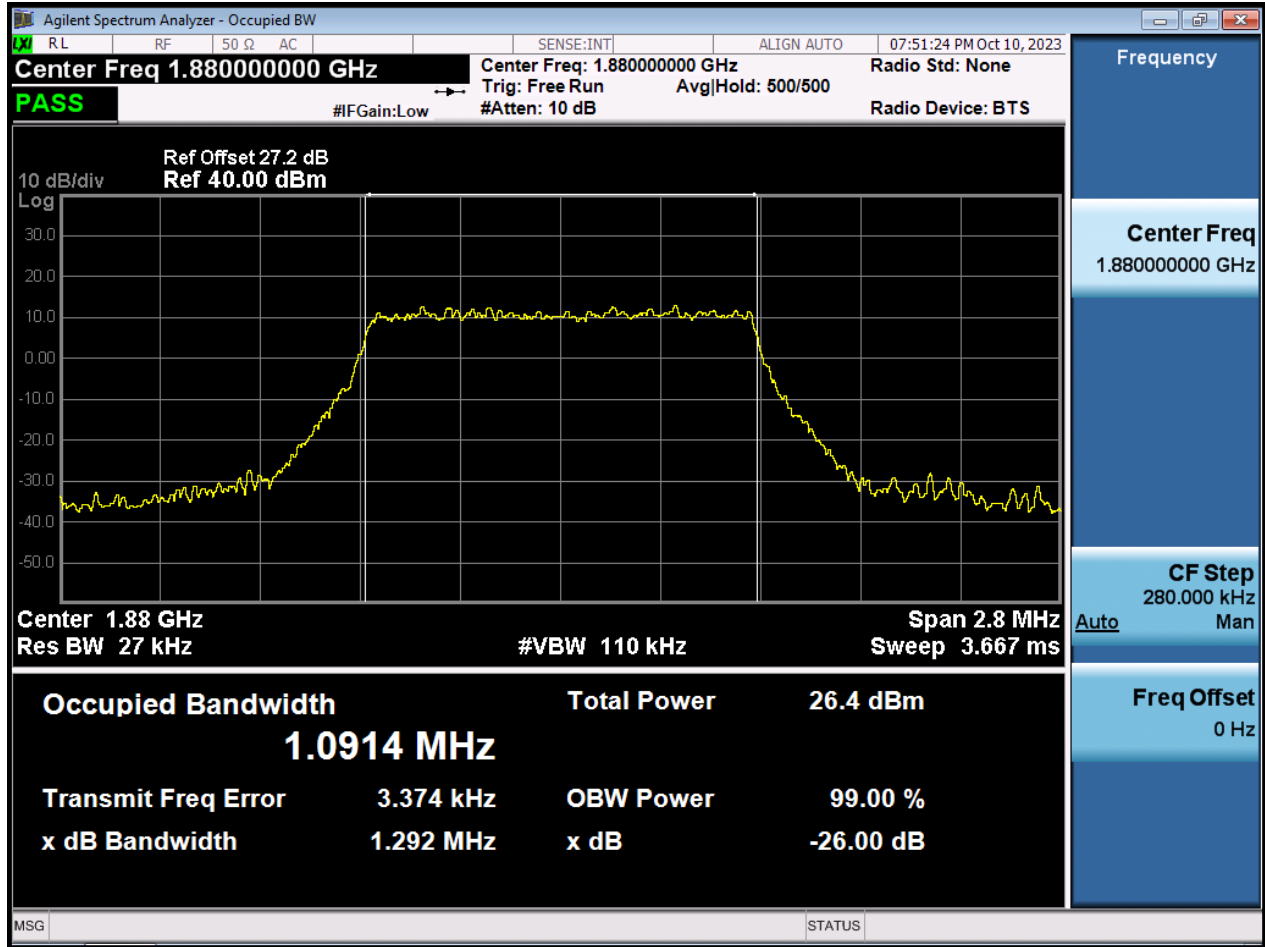 Agilent Spectrum Analyzer - Occupied BW
LXI RL RF 50 Ω AC SENSE:INT ALIGN AUTO 07:51:24 PM Oct 10, 2023
Center Freq 1.880000000 GHz
Center Freq: 1.880000000 GHz
Radio Std: None
Trig: Free Run Avg|Hold: 500/500
PASS
#IFGain:Low
#Atten: 10 dB
Radio Device: BTS
Ref Offset 27.2 dB
10 dB/div Ref 40.00 dBm
Log
30.0
20.0
10.0
0.00
-10.0
-20.0
-30.0
-40.0
-50.0
Center 1.88 GHz Span 2.8 MHz
Res BW 27 kHz #VBW 110 kHz Sweep 3.667 ms
Occupied Bandwidth Total Power 26.4 dBm
1.0914 MHz
Transmit Freq Error 3.374 kHz OBW Power 99.00 %
x dB Bandwidth 1.292 MHz x dB -26.00 dB
MSG STATUS
Frequency
Center Freq
1.880000000 GHz
CF Step
280.000 kHz
Auto Man
Freq Offset
0 Hz